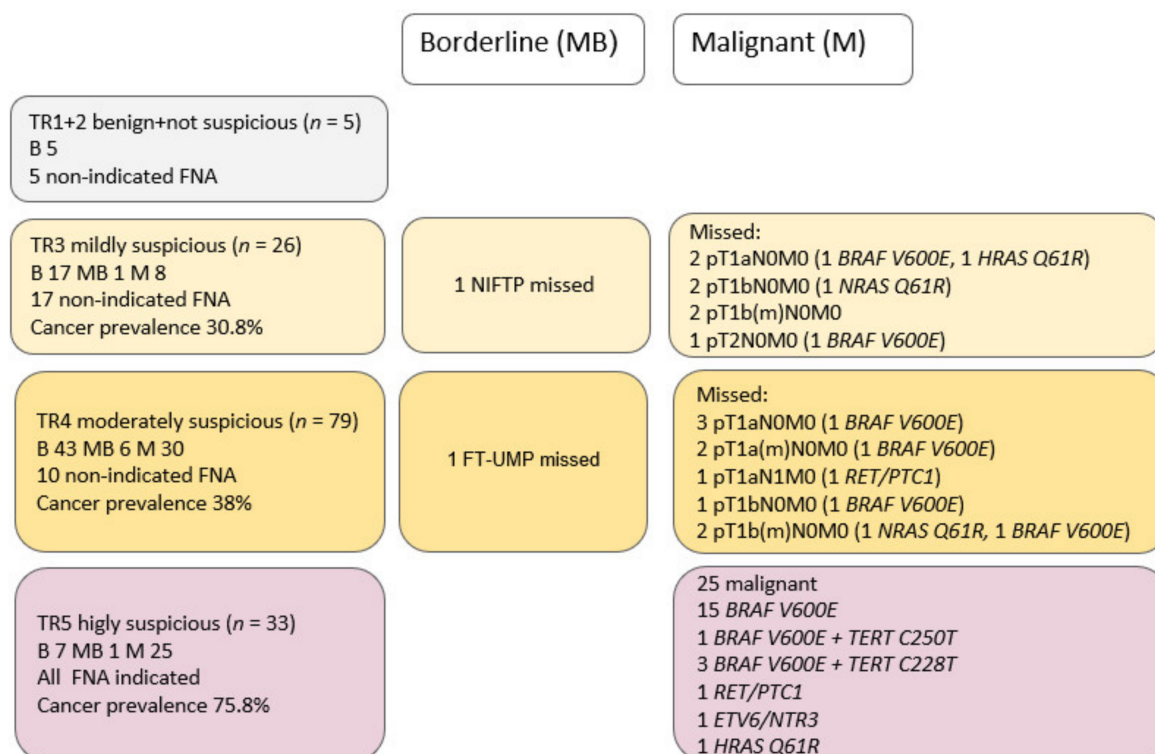 Borderline (MB)
Malignant (M)
TR1+2 benign+not suspicious (n = 5)
B 5
5 non-indicated FNA
TR3 mildly suspicious (n = 26)
B 17 MB 1 M 8
17 non-indicated FNA
Cancer prevalence 30.8%
1 NIFTP missed
Missed:
2 pT1aN0M0 (1 BRAF V600E, 1 HRAS Q61R)
2 pT1bN0M0 (1 NRAS Q61R)
2 pT1b(m)N0M0
1 pT2N0M0 (1 BRAF V600E)
TR4 moderately suspicious (n = 79)
B 43 MB 6 M 30
10 non-indicated FNA
Cancer prevalence 38%
1 FT-UMP missed
Missed:
3 pT1aN0M0 (1 BRAF V600E)
2 pT1a(m)N0M0 (1 BRAF V600E)
1 pT1aN1M0 (1 RET/PTC1)
1 pT1bN0M0 (1 BRAF V600E)
2 pT1b(m)N0M0 (1 NRAS Q61R, 1 BRAF V600E)
TR5 higly suspicious (n = 33)
B 7 MB 1 M 25
All FNA indicated
Cancer prevalence 75.8%
25 malignant
15 BRAF V600E
1 BRAF V600E + TERT C250T
3 BRAF V600E + TERT C228T
1 RET/PTC1
1 ETV6/NTR3
1 HRAS Q61R